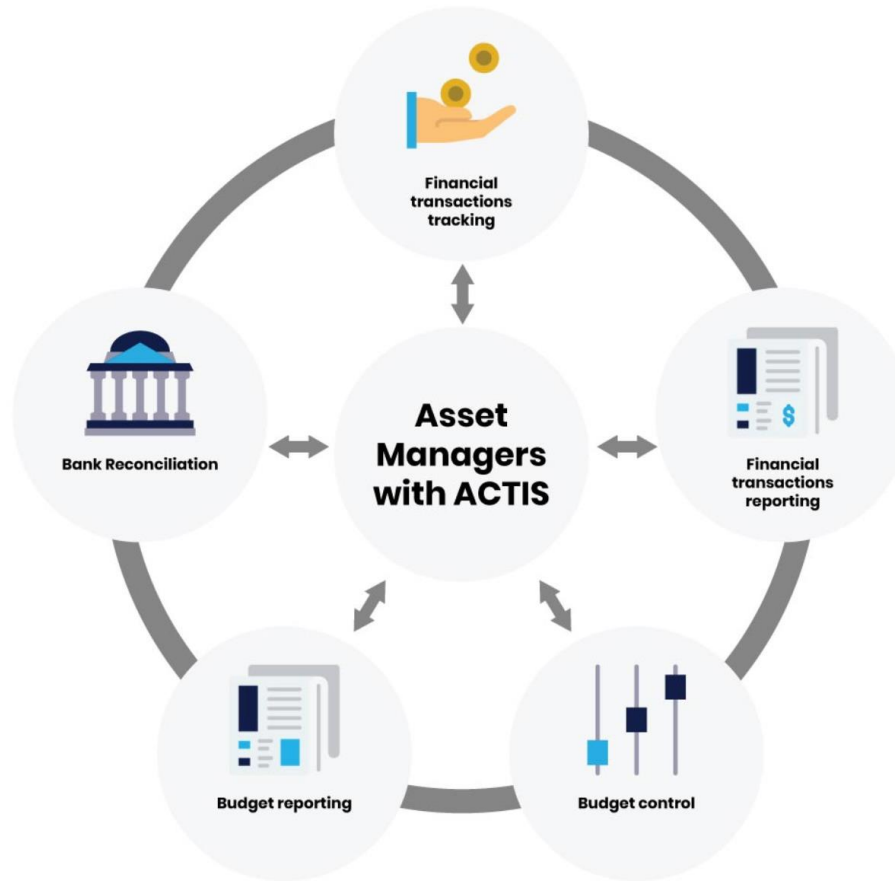 Financial
transactions
tracking
Bank Reconciliation
Asset
Managers
with ACTIS
$
Financial
transactions
reporting
Budget reporting
Budget control